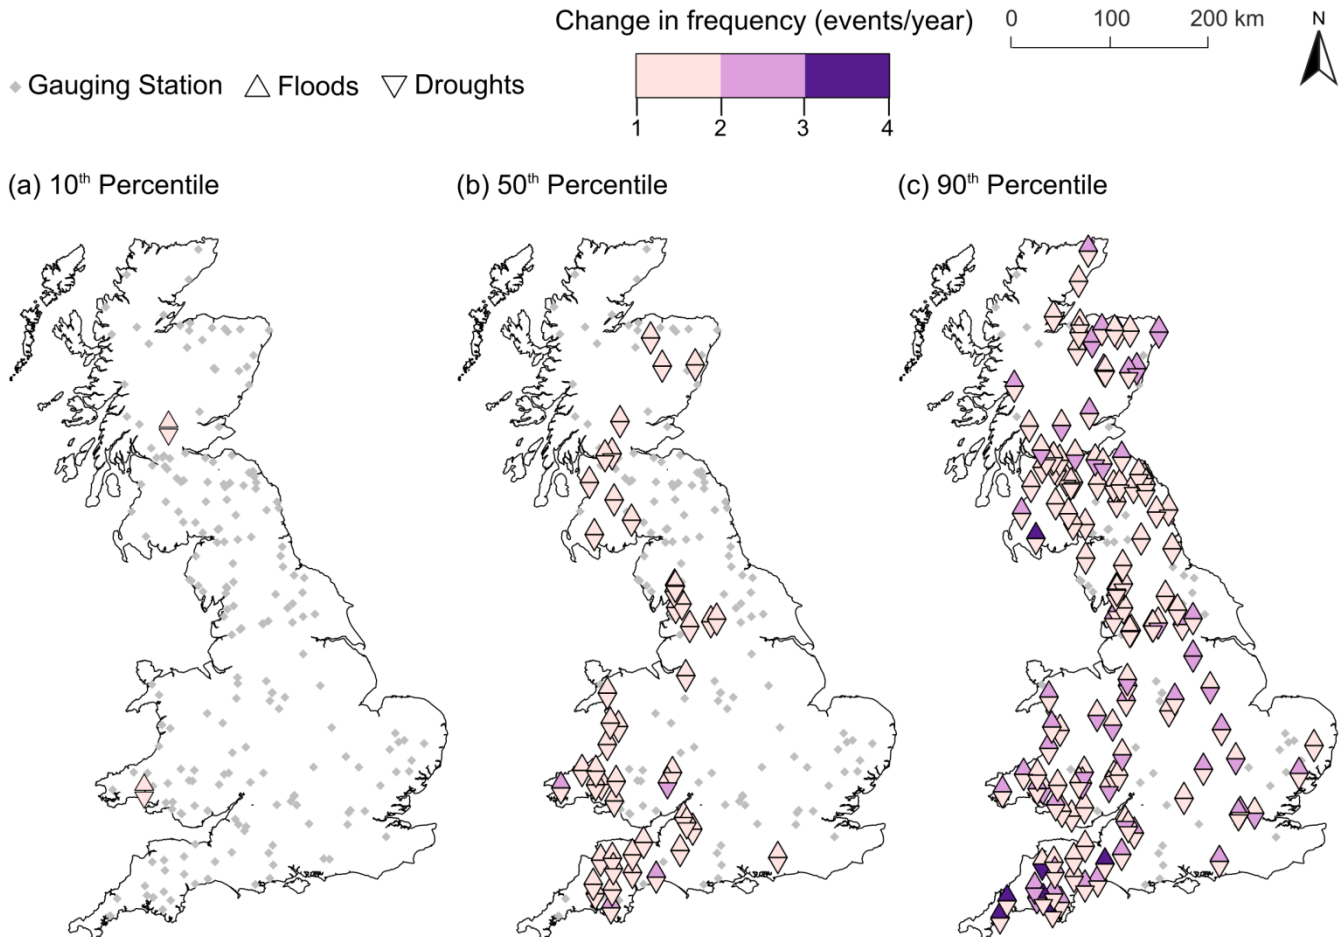 Change in frequency (events/year)
0 100 200 km
N
Gauging Station Floods Droughts
1 2 3 4
(a) 10th Percentile
(b) 50th Percentile
(c) 90th Percentile